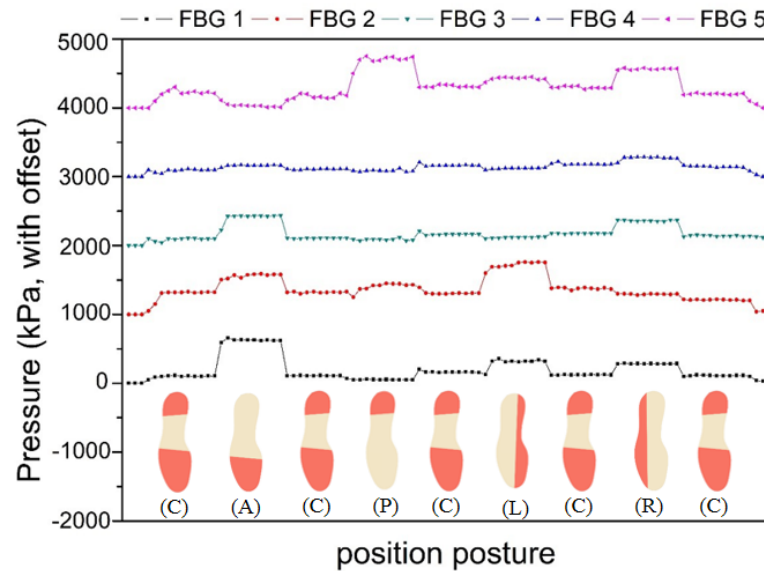 FBG 1 FBG 2 FBG 3 FBG 4 FBG 5
Pressure (kPa, with offset)
5000
4000
3000
2000
1000
0
-1000
-2000
(C) (A) (C) (P) (C) (L) (C) (R) (C)
position posture